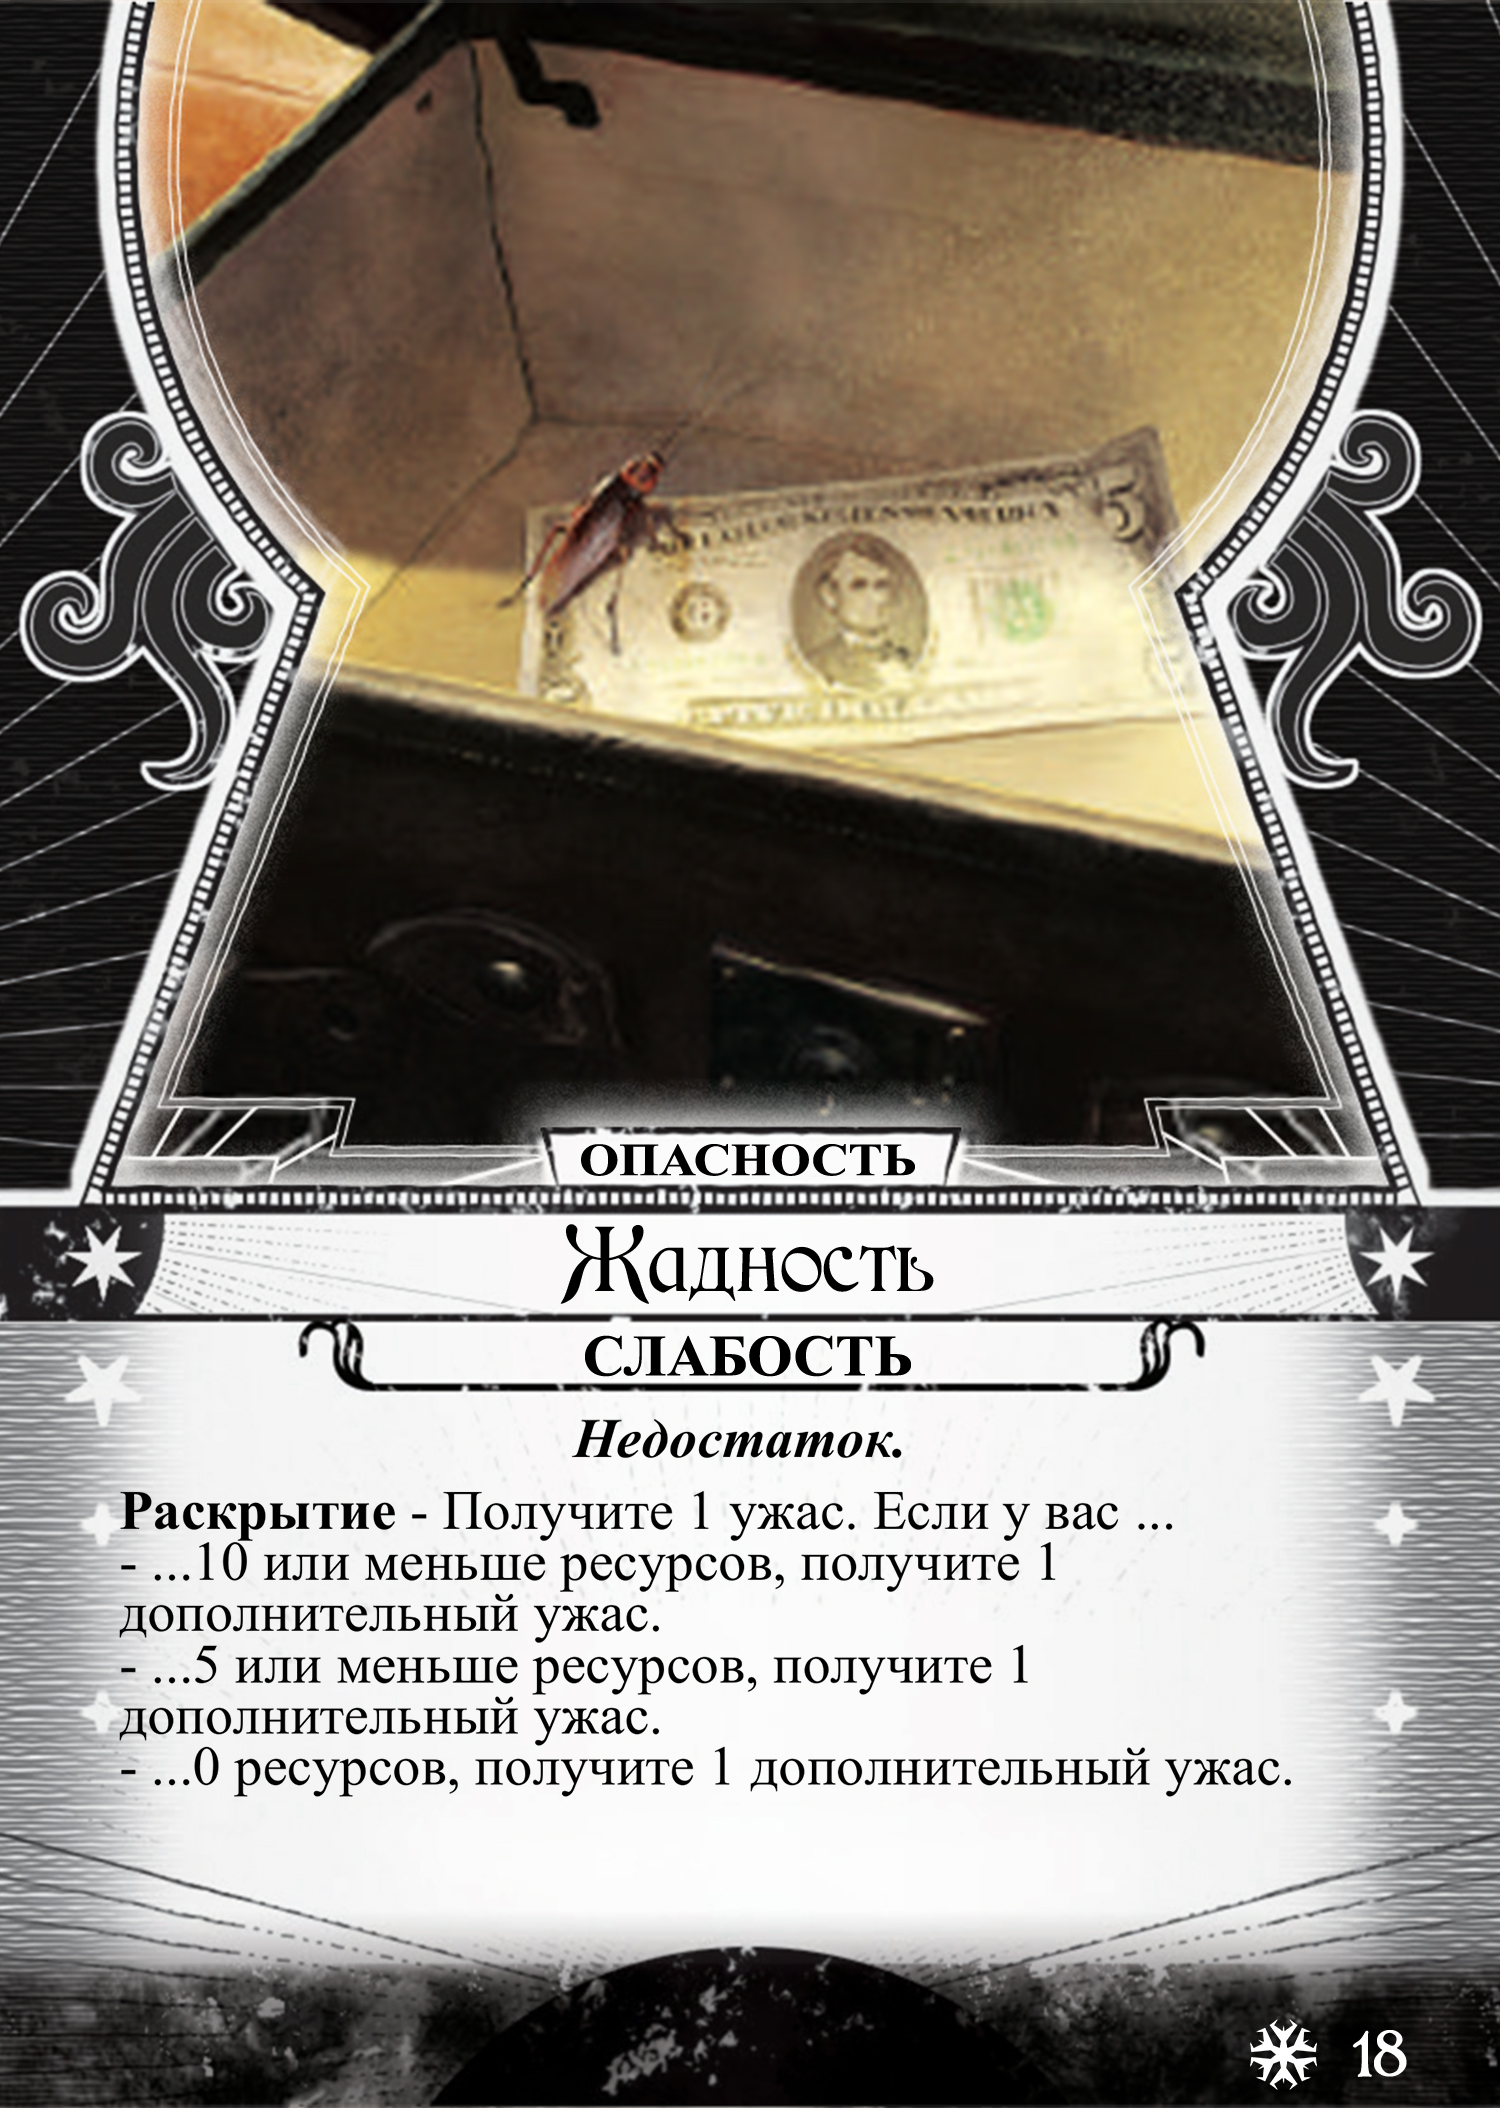 5
ОПАСНОСТЬ
Жадность
СЛАБОСТЬ
Недостаток.
Раскрытие - Получите 1 ужас. Если у вас ...
- ...10 или меньше ресурсов, получите 1
дополнительный ужас.
- ...5 или меньше ресурсов, получите 1
дополнительный ужас.
- ...0 ресурсов, получите 1 дополнительный ужас.
18